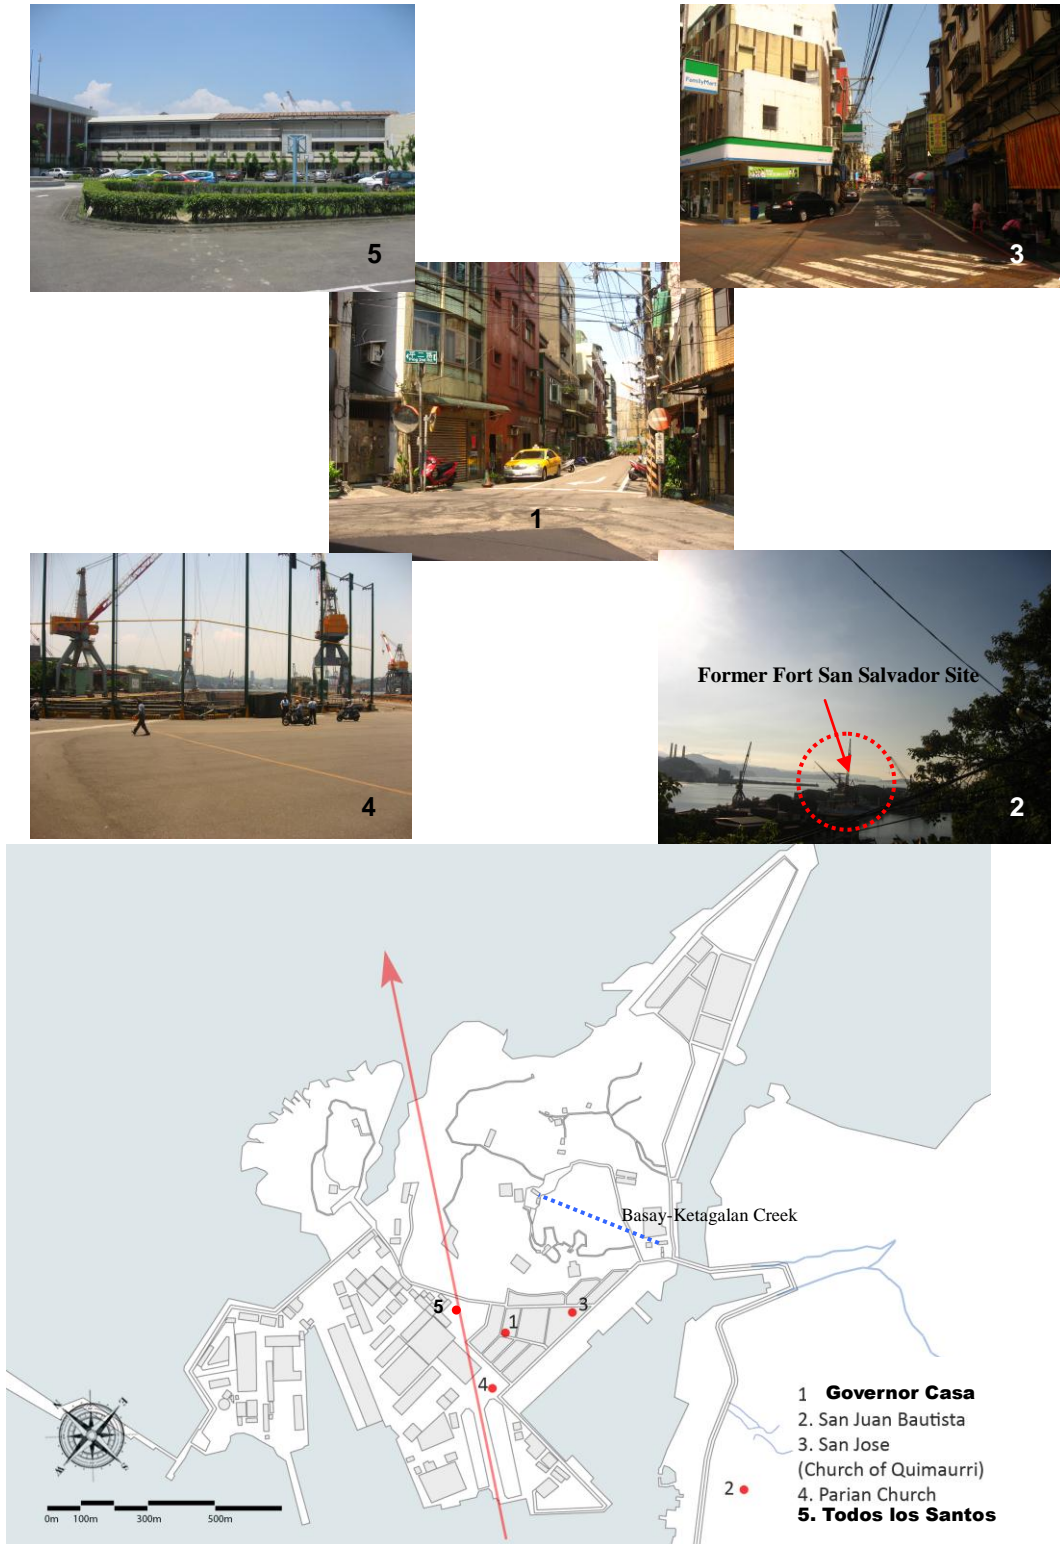 5
FamilyMart
3
1
4
Former Fort San Salvador Site
2
Basay-Ketagalan Creek
5
3
1
4
2
1 Governor Casa
2. San Juan Bautista
3. San Jose
(Church of Quimaurri)
4. Parian Church
5. Todos los Santos
N
E
W
S
0m 100m 300m 500m